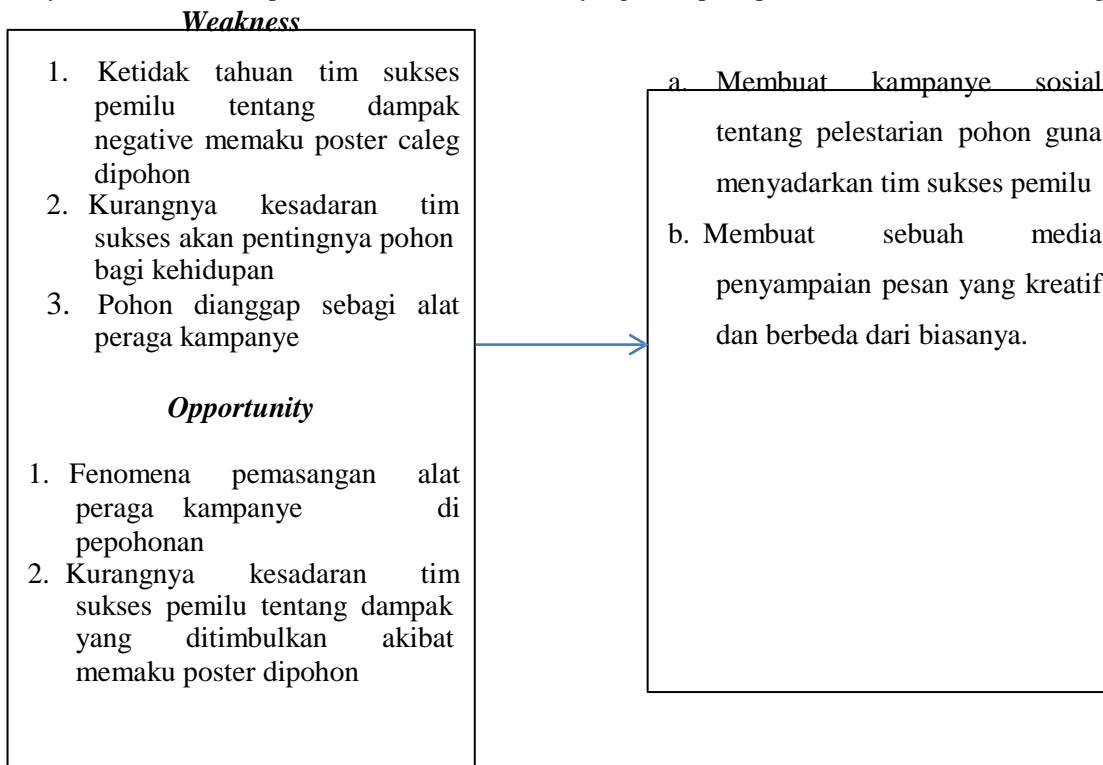 Weakness
1. Ketidak tahuan tim sukses
pemilu tentang dampak
negative memaku poster caleg
dipohon
2. Kurangnya kesadaran tim
sukses akan pentingnya pohon
bagi kehidupan
3. Pohon dianggap sebagi alat
peraga kampanye
Opportunity
1. Fenomena pemasangan alat
peraga kampanye di
pepohonan
2. Kurangnya kesadaran tim
sukses pemilu tentang dampak
yang ditimbulkan akibat
memaku poster dipohon
a. Membuat kampanye sosial
tentang pelestarian pohon guna
menyadarkan tim sukses pemilu
b. Membuat sebuah media
penyampaian pesan yang kreatif
dan berbeda dari biasanya.